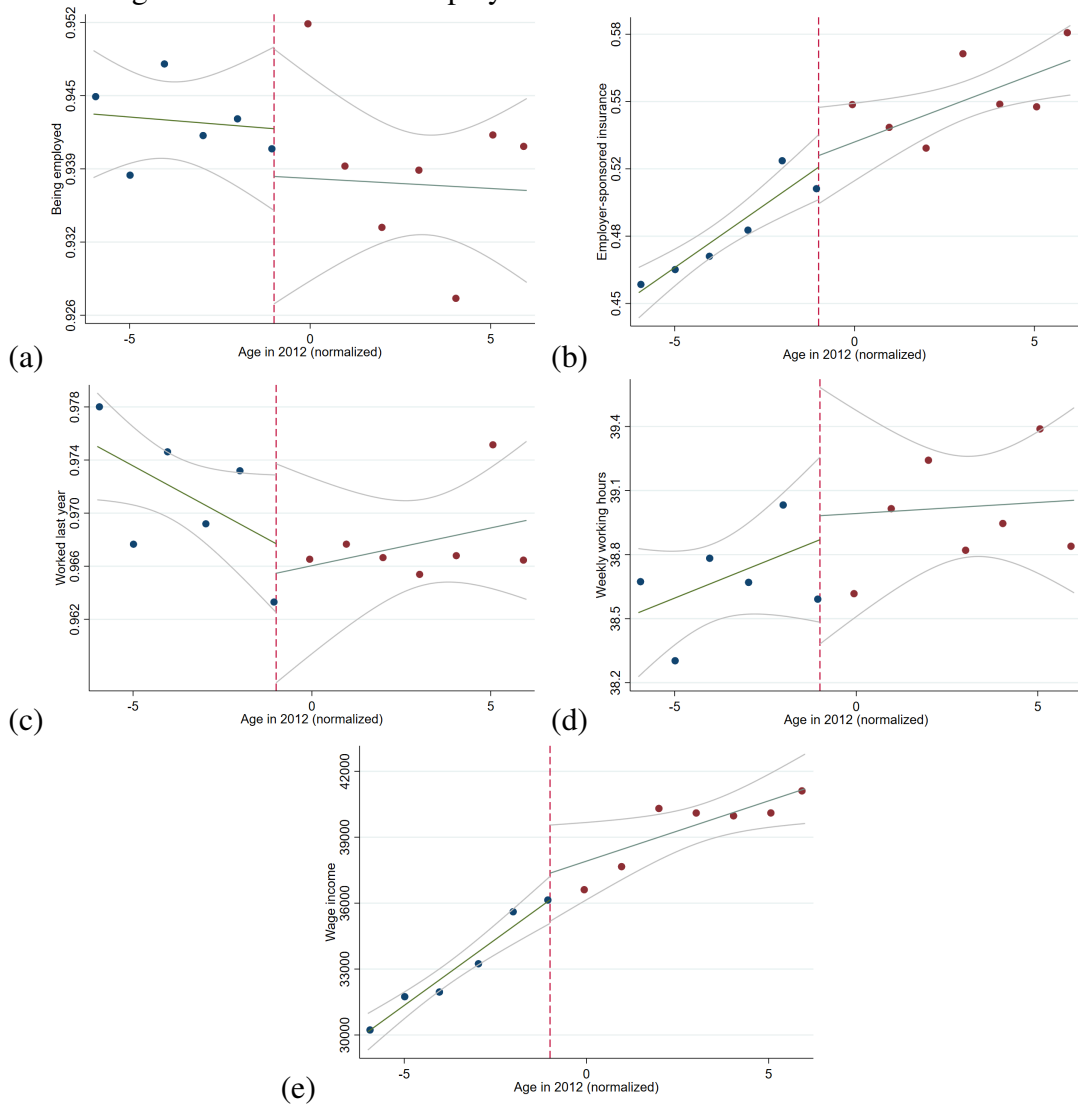 0.952
0.945
0.939
0.932
0.926
Being employed
-5 0 5
Age in 2012 (normalized)
(a)
0.58
0.55
0.52
0.48
0.45
Employer-sponsored insurance
-5 0 5
Age in 2012 (normalized)
(b)
0.978
0.974
0.970
0.966
0.962
Worked last year
-5 0 5
Age in 2012 (normalized)
(c)
39.4
39.1
38.8
38.5
38.2
Weekly working hours
-5 0 5
Age in 2012 (normalized)
(d)
42000
39000
36000
33000
30000
Wage income
-5 0 5
Age in 2012 (normalized)
(e)